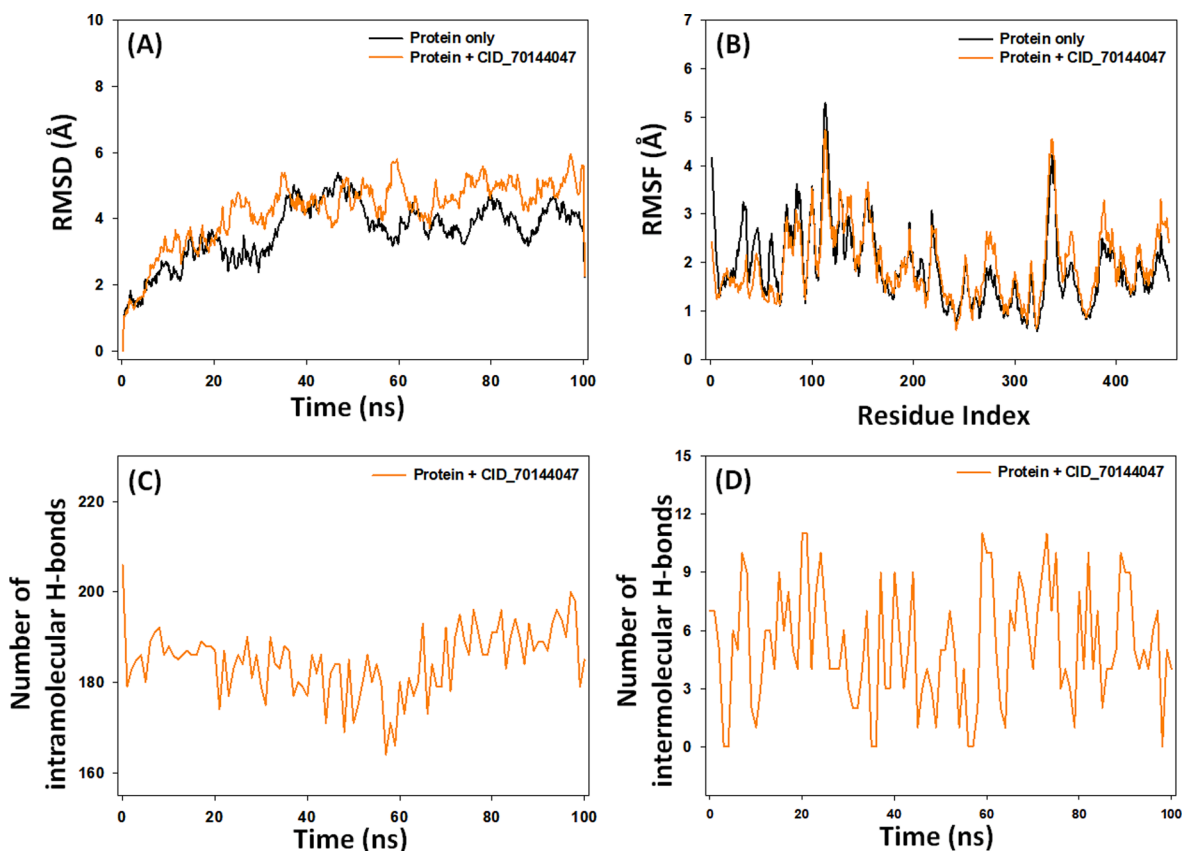 (A)
Protein only
Protein + CID_70144047
RMSD (Å)
10
8
6
4
2
0
0 20 40 60 80 100
Time (ns)
(B)
Protein only
Protein + CID_70144047
RMSF (Å)
7
6
5
4
3
2
1
0
0 100 200 300 400
Residue Index
(C)
Protein + CID_70144047
Number of
intramolecular H-bonds
220
200
180
160
0 20 40 60 80 100
Time (ns)
(D)
Protein + CID_70144047
Number of
intermolecular H-bonds
15
12
9
6
3
0
0 20 40 60 80 100
Time (ns)